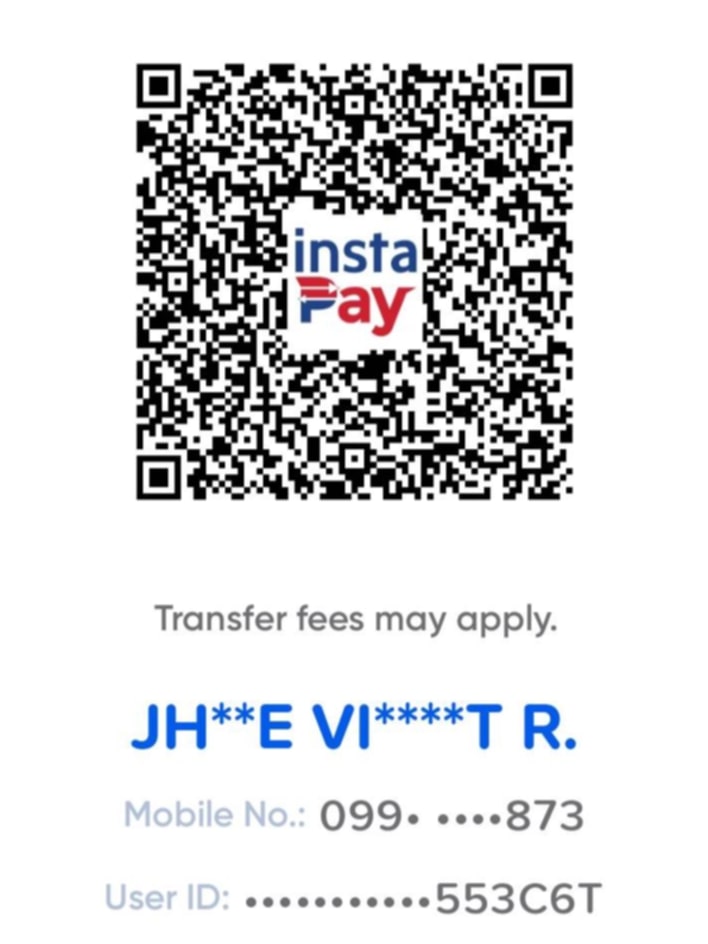 insta
Pay
Transfer fees may apply.
JH**E VI****T R.
Mobile No.: 099• ••••873
User ID: •••••••••••553C6T